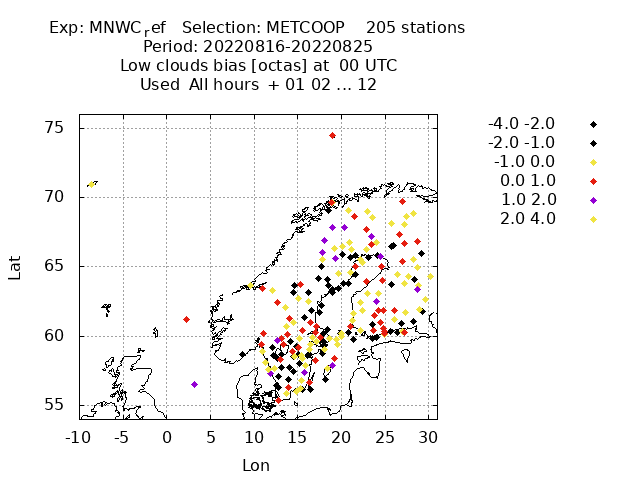 Exp: MNWCref   Selection: METCOOP    205 stations
Period: 20220816-20220825
Low clouds bias [octas] at  00 UTC
Used  All hours  + 01 02 ... 12
-4.0 -2.0
-2.0 -1.0
-1.0 0.0
0.0 1.0
1.0 2.0
2.0 4.0
75
70
65
60
55
Lat
-10 -5 0 5 10 15 20 25 30
Lon